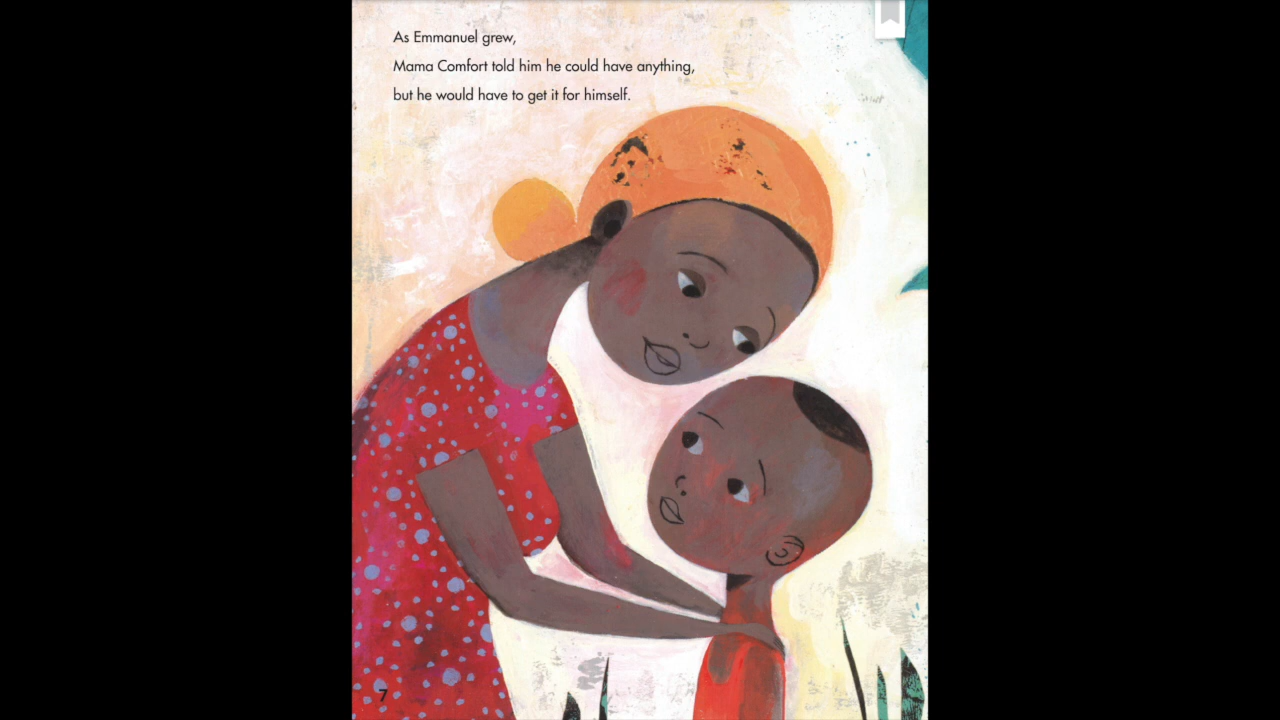 As Emmanuel grew,
Mama Comfort told him he could have anything,
but he would have to get it for himself.
7